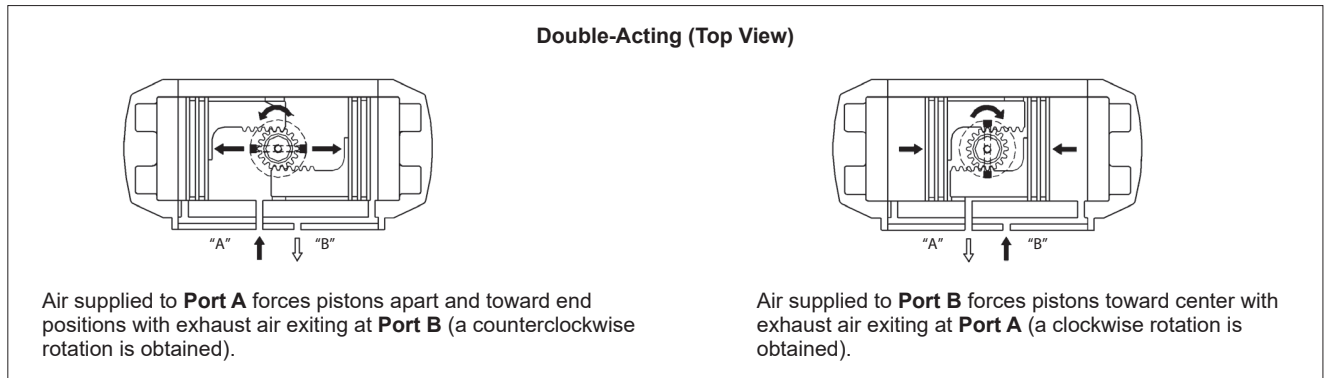 Double-Acting (Top View)
"A"
"B"
Air supplied to Port A forces pistons apart and toward end
positions with exhaust air exiting at Port B (a counterclockwise
rotation is obtained).
"A"
"B"
Air supplied to Port B forces pistons toward center with
exhaust air exiting at Port A (a clockwise rotation is
obtained).